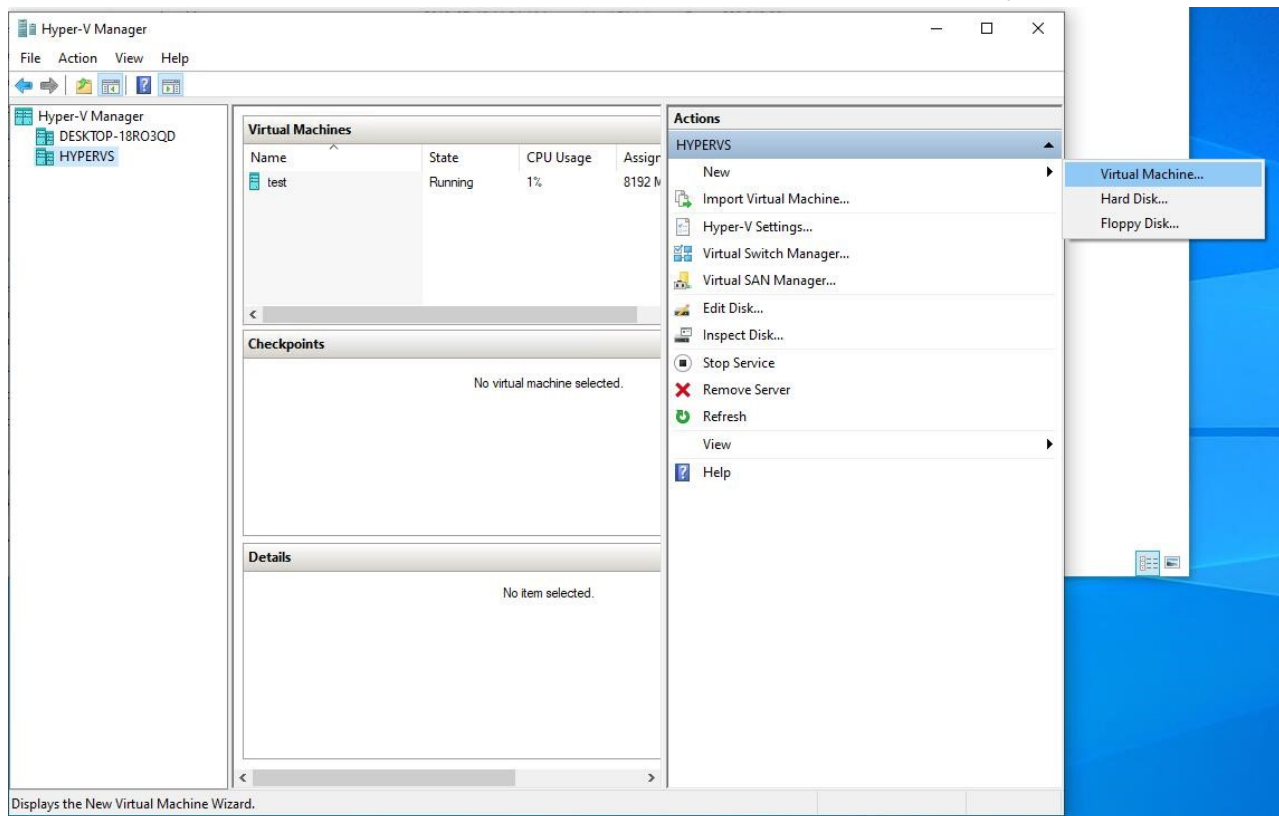 Hyper-V Manager
File Action View Help
Hyper-V Manager
DESKTOP-18RO3QD
HYPERVS
Virtual Machines
Name State CPU Usage Assigr
test Running 1% 8192 M
Checkpoints
No virtual machine selected.
Details
No item selected.
Actions
HYPERVS
New
Import Virtual Machine...
Hyper-V Settings...
Virtual Switch Manager...
Virtual SAN Manager...
Edit Disk...
Inspect Disk...
Stop Service
Remove Server
Refresh
View
Help
Virtual Machine...
Hard Disk...
Floppy Disk...
Displays the New Virtual Machine Wizard.